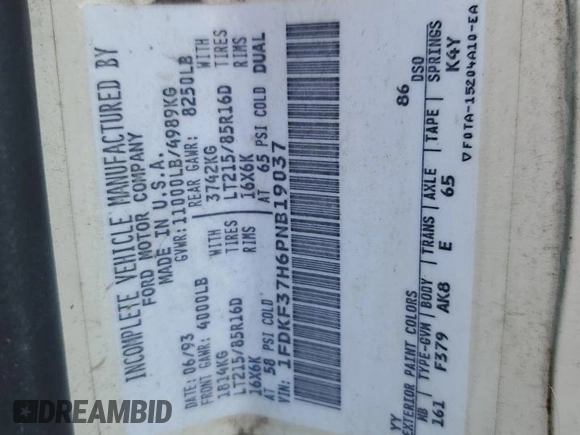 INCOMPLETE VEHICLE MANUFACTURED BY
FORD MOTOR COMPANY
MADE IN U.S.A.
DATE: 06/93 GVWR: 11000LB/4989KG
FRONT GAWR: 4000LB REAR GAWR: 8250LB
1814KG WITH 3742KG WITH
LT215/85R16D TIRES LT215/85R16D TIRES
16X6K RIMS 16X6K RIMS
AT 58 PSI COLD AT 65 PSI COLD DUAL
VIN: 1FDKF37H6PNB19037
YY 86
EXTERIOR PAINT COLORS DSO
WB | TYPE-GVW | BODY | TRANS | AXLE | TAPE | SPRINGS
161 F379 AK8 E 65 K4Y
▽ F0TA-15204A10-EA
DREAMBID